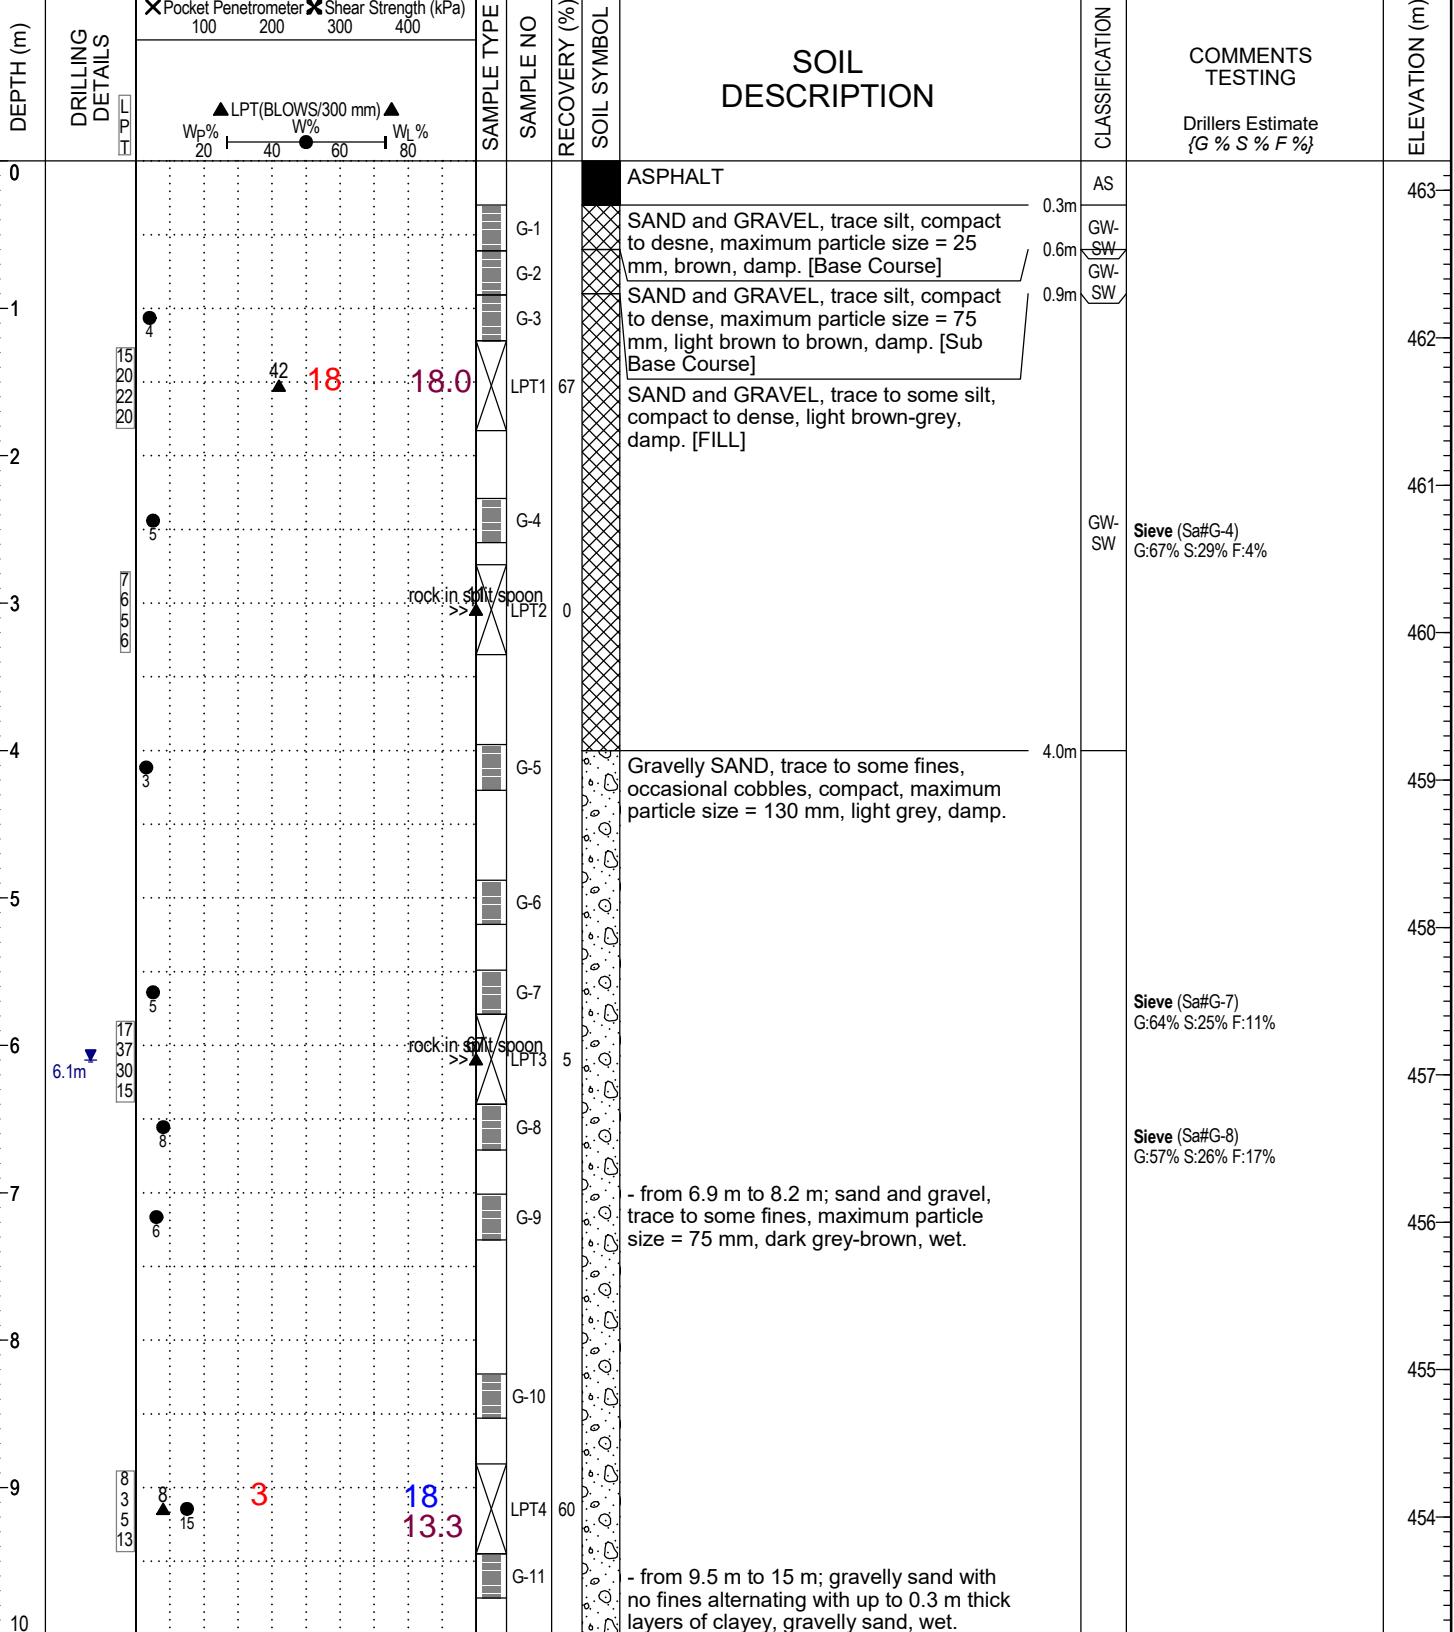 Pocket Penetrometer Shear Strength (kPa)
100 200 300 400
DEPTH (m)
DRILLING DETAILS
L
P
T
LPT(BLOWS/300 mm)
WP% W% WL%
20 40 60 80
SAMPLE TYPE
SAMPLE NO
RECOVERY (%)
SOIL SYMBOL
SOIL
DESCRIPTION
CLASSIFICATION
COMMENTS
TESTING
Drillers Estimate
{G % S % F %}
ELEVATION (m)
0
ASPHALT
AS
463
0.3m
G-1
SAND and GRAVEL, trace silt, compact
to desne, maximum particle size = 25
mm, brown, damp. [Base Course]
GW-
SW
0.6m
G-2
GW-
SW
0.9m
SAND and GRAVEL, trace silt, compact
to dense, maximum particle size = 75
mm, light brown to brown, damp. [Sub
Base Course]
1
G-3
4
462
15
20
22
20
42
18
18.0
LPT1
67
SAND and GRAVEL, trace to some silt,
compact to dense, light brown-grey,
damp. [FILL]
2
461
G-4
5
GW-
SW
Sieve (Sa#G-4)
G:67% S:29% F:4%
7
6
5
6
rock in split spoon
>>
LPT2
0
3
460
4
4.0m
G-5
3
Gravelly SAND, trace to some fines,
occasional cobbles, compact, maximum
particle size = 130 mm, light grey, damp.
459
5
G-6
458
G-7
5
Sieve (Sa#G-7)
G:64% S:25% F:11%
6
6.1m
17
37
30
15
rock in split spoon
67
>>
LPT3
5
457
G-8
8
Sieve (Sa#G-8)
G:57% S:26% F:17%
7
G-9
6
- from 6.9 m to 8.2 m; sand and gravel,
trace to some fines, maximum particle
size = 75 mm, dark grey-brown, wet.
456
8
455
G-10
9
8
3
5
13
8
15
3
18
13.3
LPT4
60
454
G-11
- from 9.5 m to 15 m; gravelly sand with
no fines alternating with up to 0.3 m thick
layers of clayey, gravelly sand, wet.
10